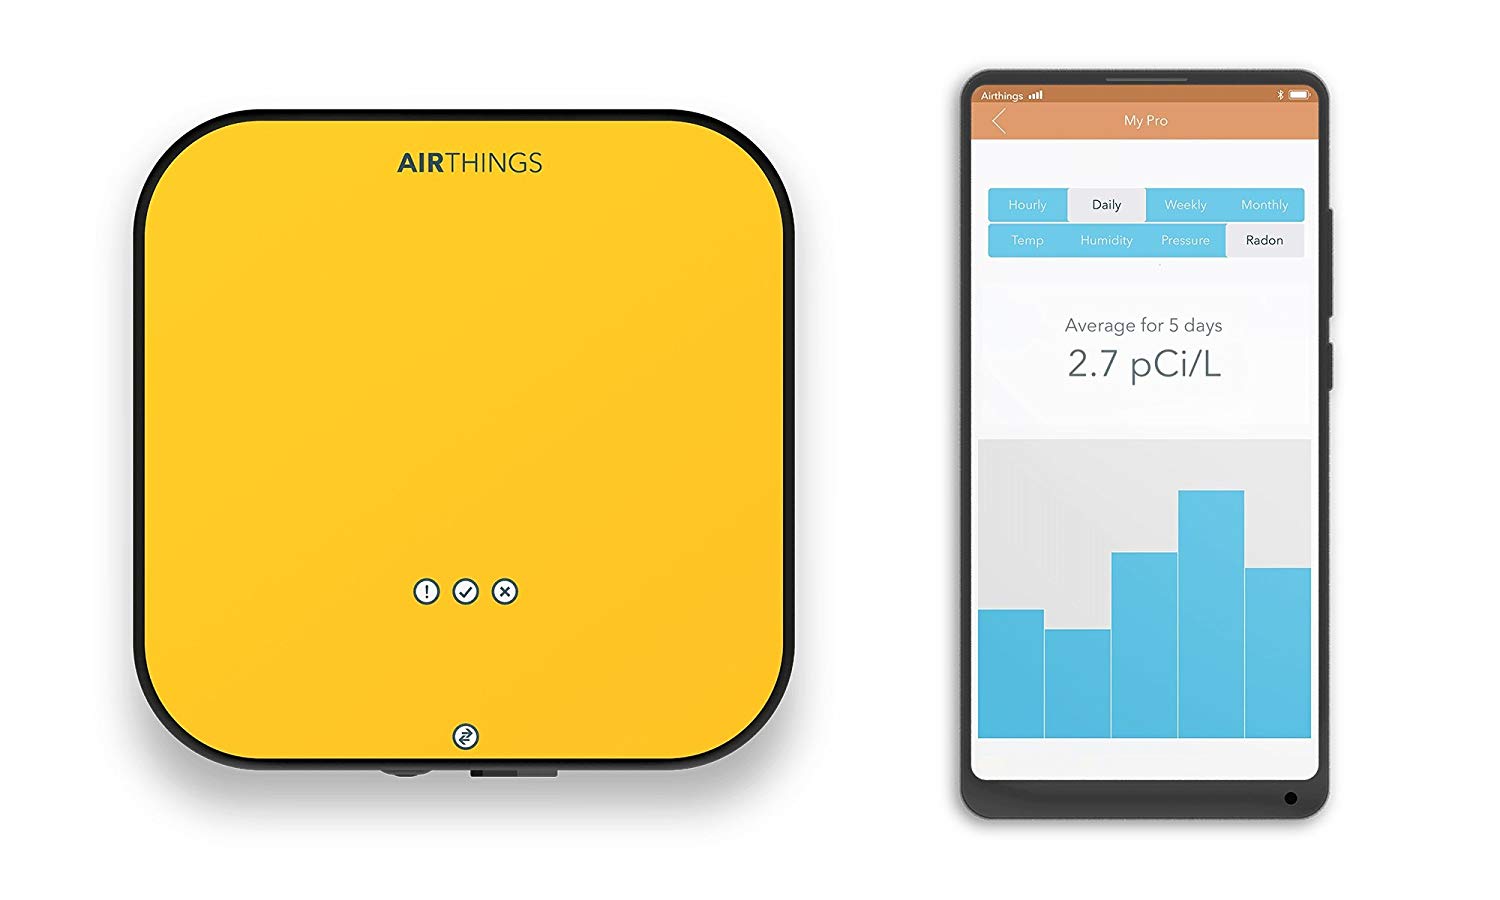 AIRTHINGS
Airthings
My Pro
Hourly Daily Weekly Monthly
Temp Humidity Pressure Radon
Average for 5 days
2.7 pCi/L